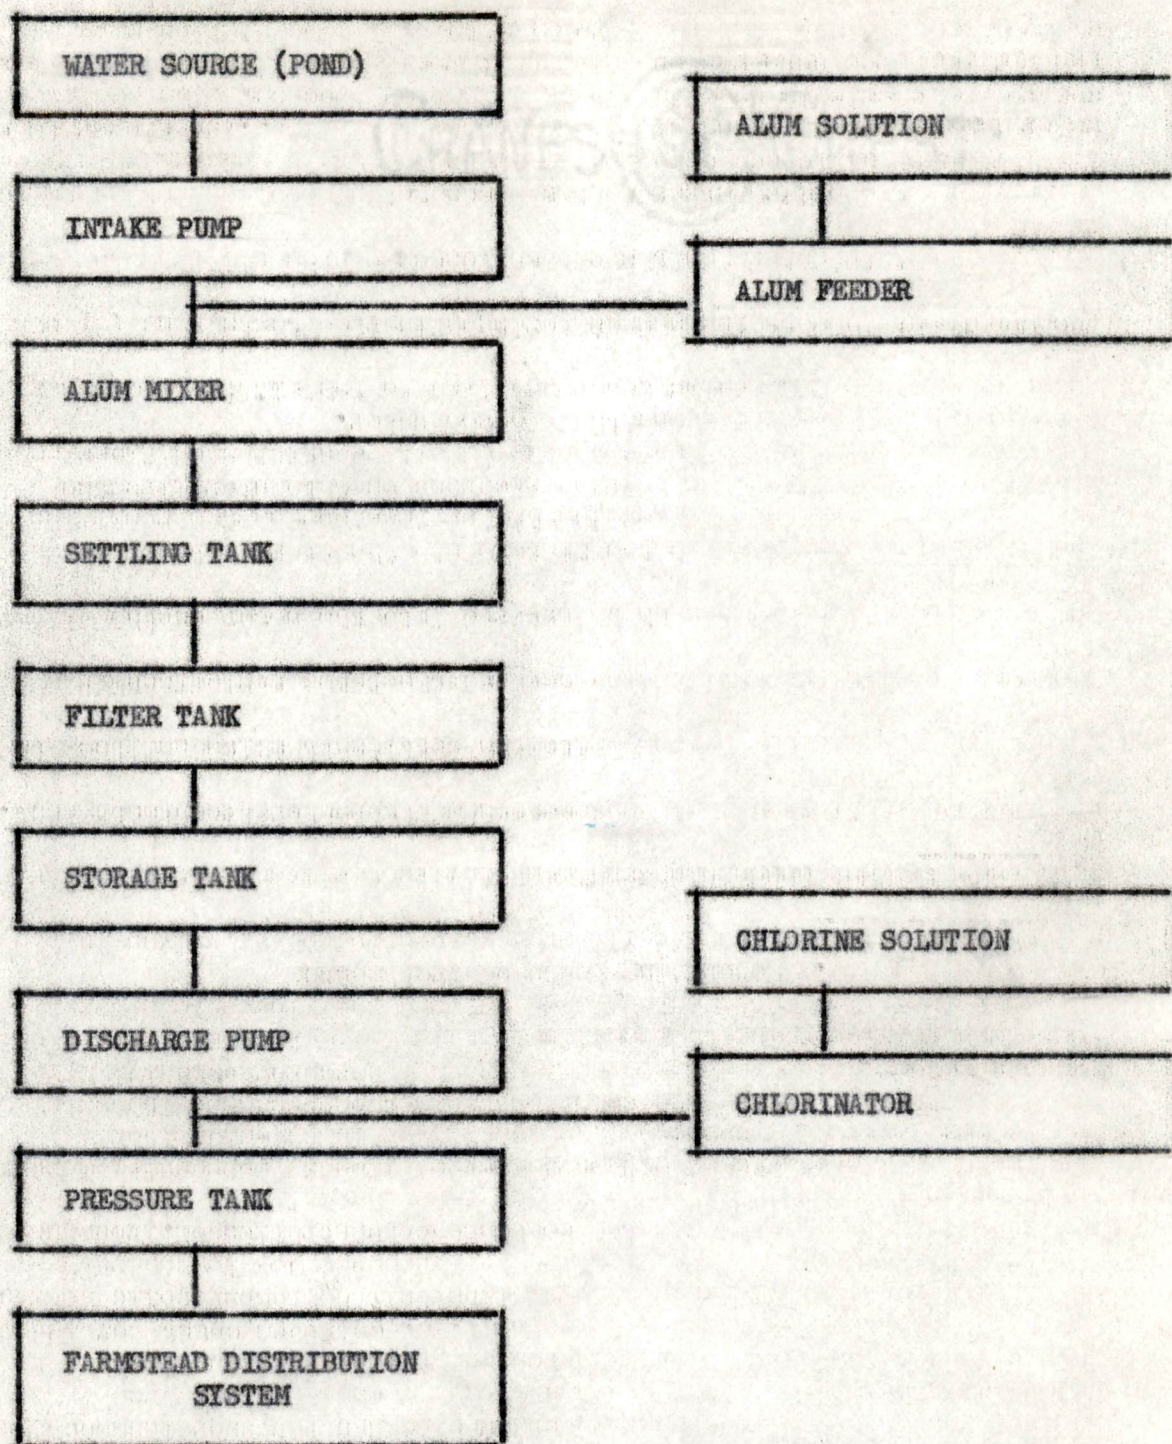 WATER SOURCE (POND)
ALUM SOLUTION
INTAKE PUMP
ALUM FEEDER
ALUM MIXER
SETTLING TANK
FILTER TANK
STORAGE TANK
CHLORINE SOLUTION
DISCHARGE PUMP
CHLORINATOR
PRESSURE TANK
FARMSTEAD DISTRIBUTION
SYSTEM